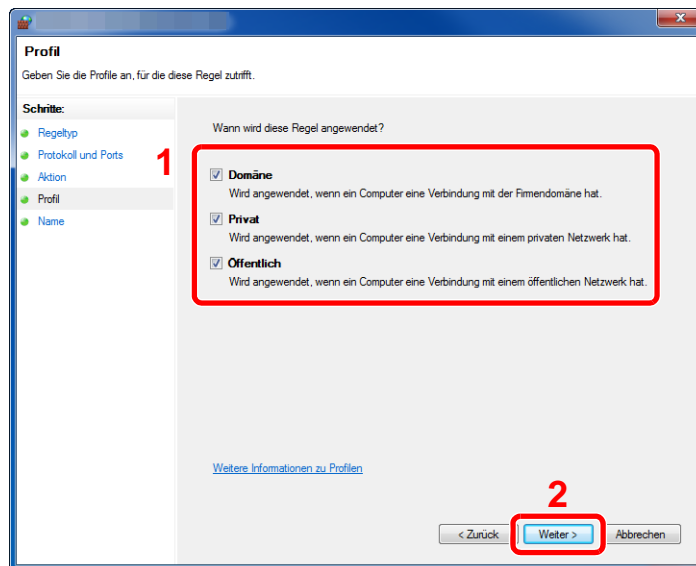 Profil
Geben Sie die Profile an, für die diese Regel zutrifft.
Schritte:
Regeltyp
Protokoll und Ports
Aktion
Profil
Name
Wann wird diese Regel angewendet?
1
Domäne
Wird angewendet, wenn ein Computer eine Verbindung mit der Firmendomäne hat.
Privat
Wird angewendet, wenn ein Computer eine Verbindung mit einem privaten Netzwerk hat.
Öffentlich
Wird angewendet, wenn ein Computer eine Verbindung mit einem öffentlichen Netzwerk hat.
Weitere Informationen zu Profilen
2
< Zurück Weiter > Abbrechen